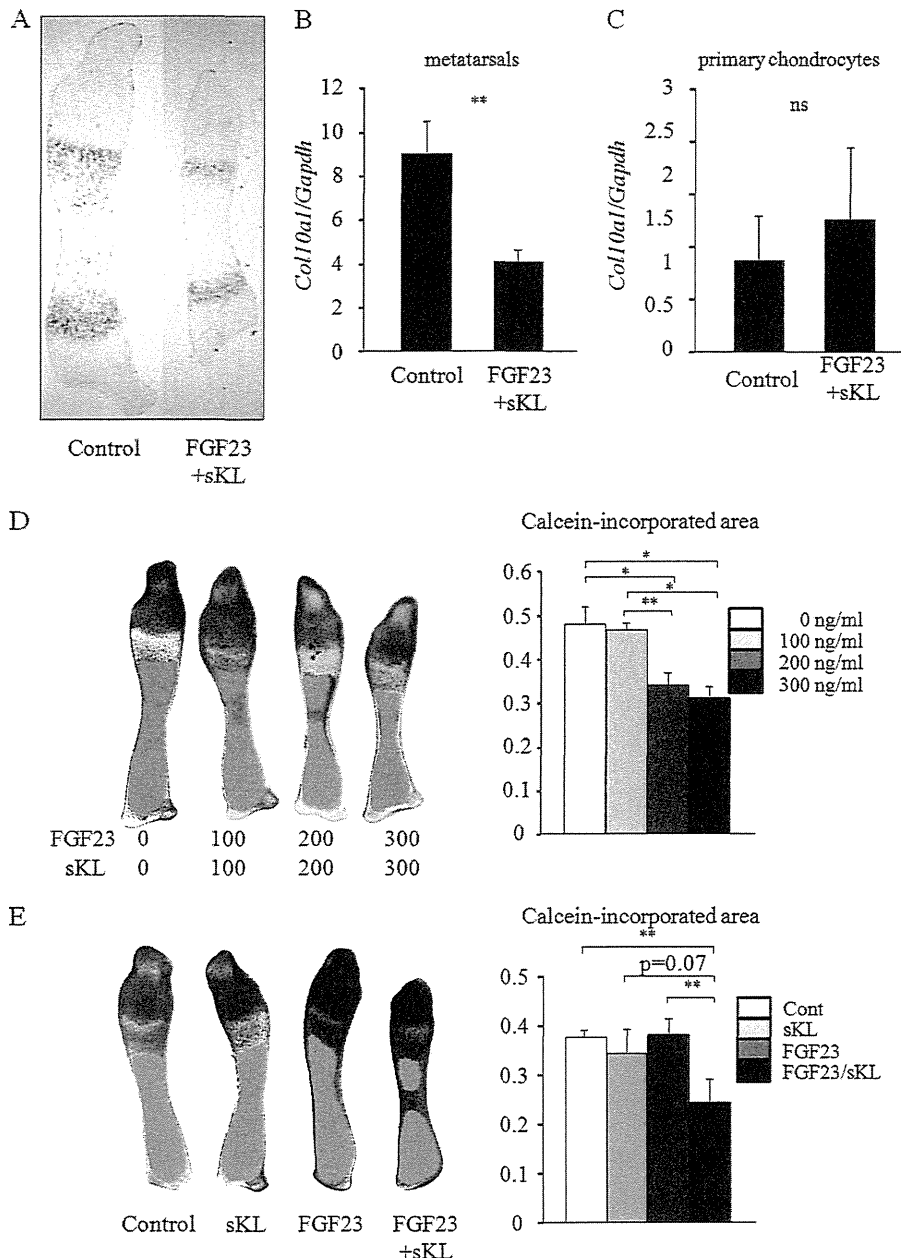 A
Control
FGF23
+sKL
B
metatarsals
**
Col10a1/Gapdh
12
10
8
6
4
2
0
Control
FGF23
+sKL
C
primary chondrocytes
ns
Col10a1/Gapdh
3
2.5
2
1.5
1
0.5
0
Control
FGF23
+sKL
D
FGF23 0 100 200 300
sKL 0 100 200 300
Calcein-incorporated area
*
*
*
**
0.6
0.5
0.4
0.3
0.2
0.1
0
0 ng/ml
100 ng/ml
200 ng/ml
300 ng/ml
E
Control sKL FGF23 FGF23
+sKL
Calcein-incorporated area
**
p=0.07
**
0.5
0.4
0.3
0.2
0.1
0
Cont
sKL
FGF23
FGF23/sKL